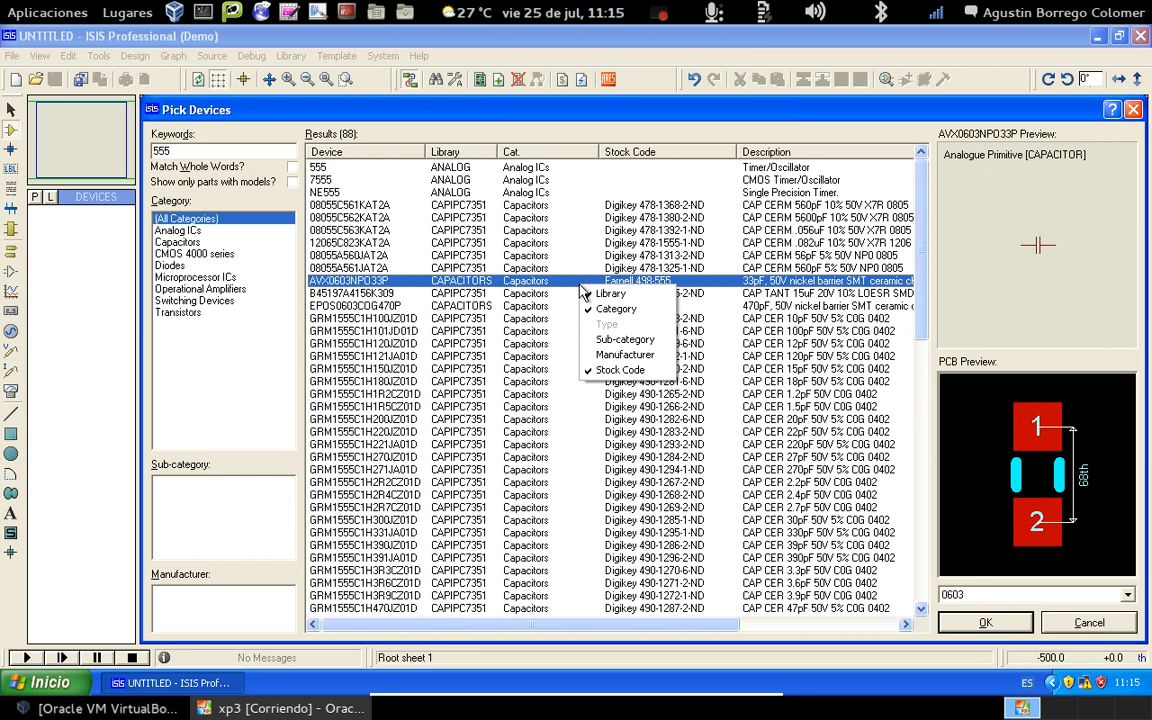 Aplicaciones Lugares 27 °C vie 25 de jul, 11:15 Agustin Borrego Colomer
UNTITLED - ISIS Professional (Demo)
File View Edit Tools Design Graph Source Debug Library Template System Help
0°
Pick Devices
Keywords:
555
Match Whole Words?
Show only parts with models?
Category:
(All Categories)
Analog ICs
Capacitors
CMOS 4000 series
Diodes
Microprocessor ICs
Operational Amplifiers
Switching Devices
Transistors
Sub-category:
Manufacturer:
P L DEVICES
Results (88):
Device Library Cat. Stock Code Description
555 ANALOG Analog ICs Timer/Oscillator
7555 ANALOG Analog ICs CMOS Timer/Oscillator
NE555 ANALOG Analog ICs Single Precision Timer.
08055C561KAT2A CAPIPC7351 Capacitors Digikey 478-1368-2-ND CAP CERM 560pF 10% 50V X7R 0805
08055C562KAT2A CAPIPC7351 Capacitors Digikey 478-1380-2-ND CAP CERM 5600pF 10% 50V X7R 0805
08055C563KAT2A CAPIPC7351 Capacitors Digikey 478-1392-2-ND CAP CERM .056uF 10% 50V X7R 0805
12065C823KAT2A CAPIPC7351 Capacitors Digikey 478-1555-1-ND CAP CERM .082uF 10% 50V X7R 1206
08055A560JAT2A CAPIPC7351 Capacitors Digikey 478-1313-2-ND CAP CERM 56pF 5% 50V NP0 0805
08055A561JAT2A CAPIPC7351 Capacitors Digikey 478-1325-1-ND CAP CERM 560pF 5% 50V NP0 0805
AVX0603NPO33P CAPACITORS Capacitors Farnell 498-555 33pF, 50V nickel barrier SMT ceramic c
B45197A4156K309 CAPIPC7351 Capacitors 5-2-ND CAP TANT 15uF 20% 10V LOESR SMD
EPOS0603COG470P CAPACITORS Capacitors 470pF, 50V nickel barrier SMT ceramic
GRM1555C1H100JZ01D CAPIPC7351 Capacitors CAP CER 10pF 50V 5% C0G 0402
GRM1555C1H101JD01D CAPIPC7351 Capacitors CAP CER 100pF 50V 5% C0G 0402
GRM1555C1H120JZ01D CAPIPC7351 Capacitors CAP CER 12pF 50V 5% C0G 0402
GRM1555C1H121JA01D CAPIPC7351 Capacitors CAP CER 120pF 50V 5% C0G 0402
GRM1555C1H150JZ01D CAPIPC7351 Capacitors CAP CER 15pF 50V 5% C0G 0402
GRM1555C1H180JZ01D CAPIPC7351 Capacitors Digikey 490-1281-6-ND CAP CER 18pF 50V 5% C0G 0402
GRM1555C1H1R2CZ01D CAPIPC7351 Capacitors Digikey 490-1265-2-ND CAP CER 1.2pF 50V C0G 0402
GRM1555C1H1R5CZ01D CAPIPC7351 Capacitors Digikey 490-1266-2-ND CAP CER 1.5pF 50V C0G 0402
GRM1555C1H200JZ01D CAPIPC7351 Capacitors Digikey 490-1282-6-ND CAP CER 20pF 50V 5% C0G 0402
GRM1555C1H220JZ01D CAPIPC7351 Capacitors Digikey 490-1283-2-ND CAP CER 22pF 50V 5% C0G 0402
GRM1555C1H221JA01D CAPIPC7351 Capacitors Digikey 490-1293-2-ND CAP CER 220pF 50V 5% C0G 0402
GRM1555C1H270JZ01D CAPIPC7351 Capacitors Digikey 490-1284-2-ND CAP CER 27pF 50V 5% C0G 0402
GRM1555C1H271JA01D CAPIPC7351 Capacitors Digikey 490-1294-1-ND CAP CER 270pF 50V 5% C0G 0402
GRM1555C1H2R2CZ01D CAPIPC7351 Capacitors Digikey 490-1267-2-ND CAP CER 2.2pF 50V C0G 0402
GRM1555C1H2R4CZ01D CAPIPC7351 Capacitors Digikey 490-1268-2-ND CAP CER 2.4pF 50V C0G 0402
GRM1555C1H2R7CZ01D CAPIPC7351 Capacitors Digikey 490-1269-2-ND CAP CER 2.7pF 50V C0G 0402
GRM1555C1H300JZ01D CAPIPC7351 Capacitors Digikey 490-1285-1-ND CAP CER 30pF 50V 5% C0G 0402
GRM1555C1H331JA01D CAPIPC7351 Capacitors Digikey 490-1295-1-ND CAP CER 330pF 50V 5% C0G 0402
GRM1555C1H390JZ01D CAPIPC7351 Capacitors Digikey 490-1286-2-ND CAP CER 39pF 50V 5% C0G 0402
GRM1555C1H391JA01D CAPIPC7351 Capacitors Digikey 490-1296-2-ND CAP CER 390pF 50V 5% C0G 0402
GRM1555C1H3R3CZ01D CAPIPC7351 Capacitors Digikey 490-1270-6-ND CAP CER 3.3pF 50V C0G 0402
GRM1555C1H3R6CZ01D CAPIPC7351 Capacitors Digikey 490-1271-2-ND CAP CER 3.6pF 50V C0G 0402
GRM1555C1H3R9CZ01D CAPIPC7351 Capacitors Digikey 490-1272-1-ND CAP CER 3.9pF 50V C0G 0402
GRM1555C1H470JZ01D CAPIPC7351 Capacitors Digikey 490-1287-2-ND CAP CER 47pF 50V 5% C0G 0402
Library
Category
Type
Sub-category
Manufacturer
Stock Code
AVX0603NPO33P Preview:
Analogue Primitive [CAPACITOR]
PCB Preview:
1
68th
2
0603
OK Cancel
No Messages Root sheet 1 -500.0 +0.0 th
Inicio UNTITLED - ISIS Prof... ES 11:15
[Oracle VM VirtualBo... xp3 [Corriendo] - Orac...